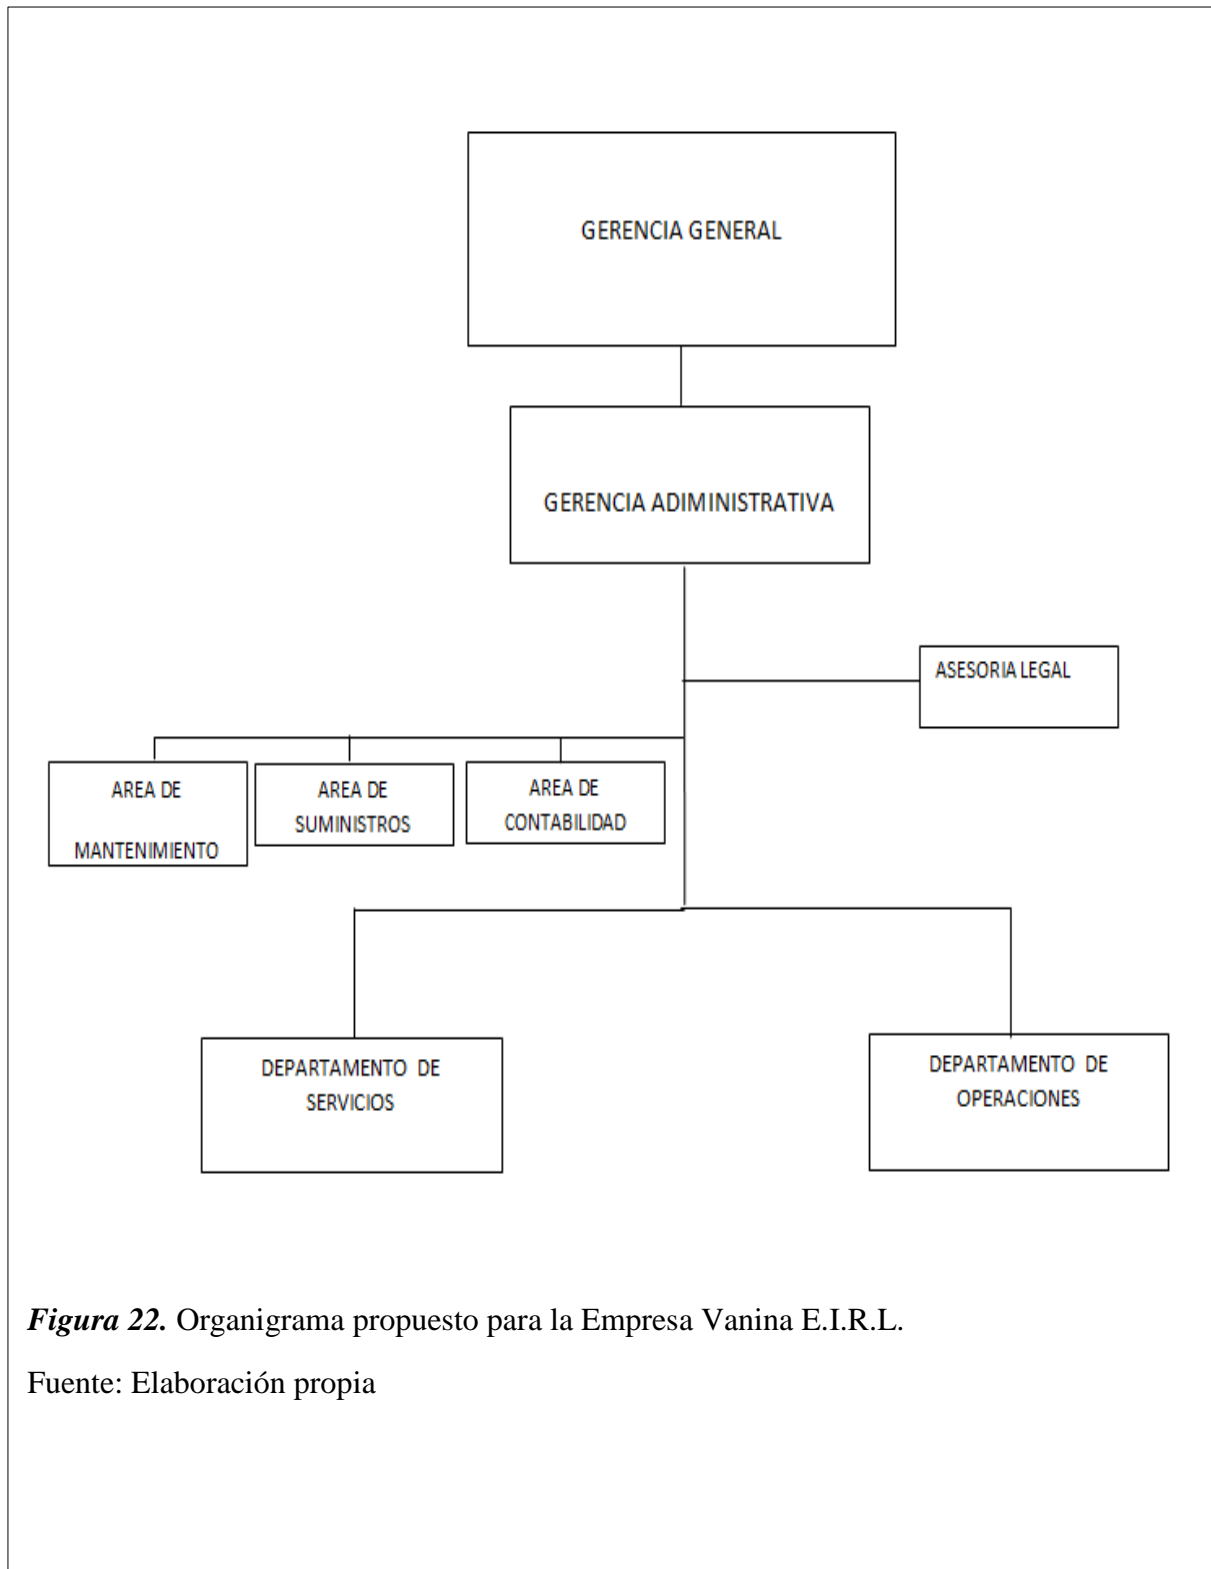 GERENCIA GENERAL
GERENCIA ADIMINISTRATIVA
ASESORIA LEGAL
AREA DE
MANTENIMIENTO
AREA DE
SUMINISTROS
AREA DE
CONTABILIDAD
DEPARTAMENTO DE
SERVICIOS
DEPARTAMENTO DE
OPERACIONES
Figura 22. Organigrama propuesto para la Empresa Vanina E.I.R.L.
Fuente: Elaboración propia